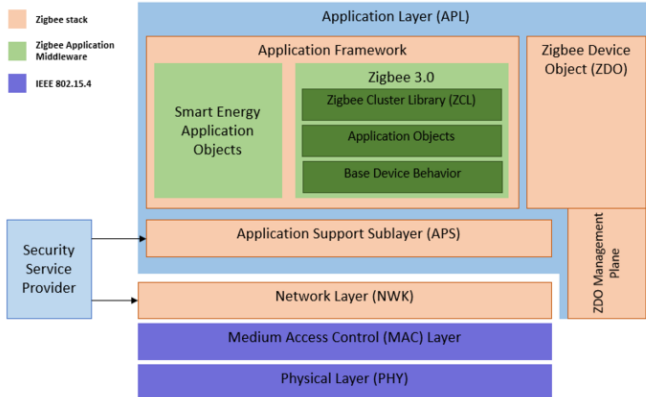 Zigbee stack
Zigbee Application
Middleware
IEEE 802.15.4
Application Layer (APL)
Application Framework
Zigbee Device
Object (ZDO)
Smart Energy
Application
Objects
Zigbee 3.0
Zigbee Cluster Library (ZCL)
Application Objects
Base Device Behavior
Application Support Sublayer (APS)
ZDO Management
Plane
Security
Service
Provider
Network Layer (NWK)
Medium Access Control (MAC) Layer
Physical Layer (PHY)